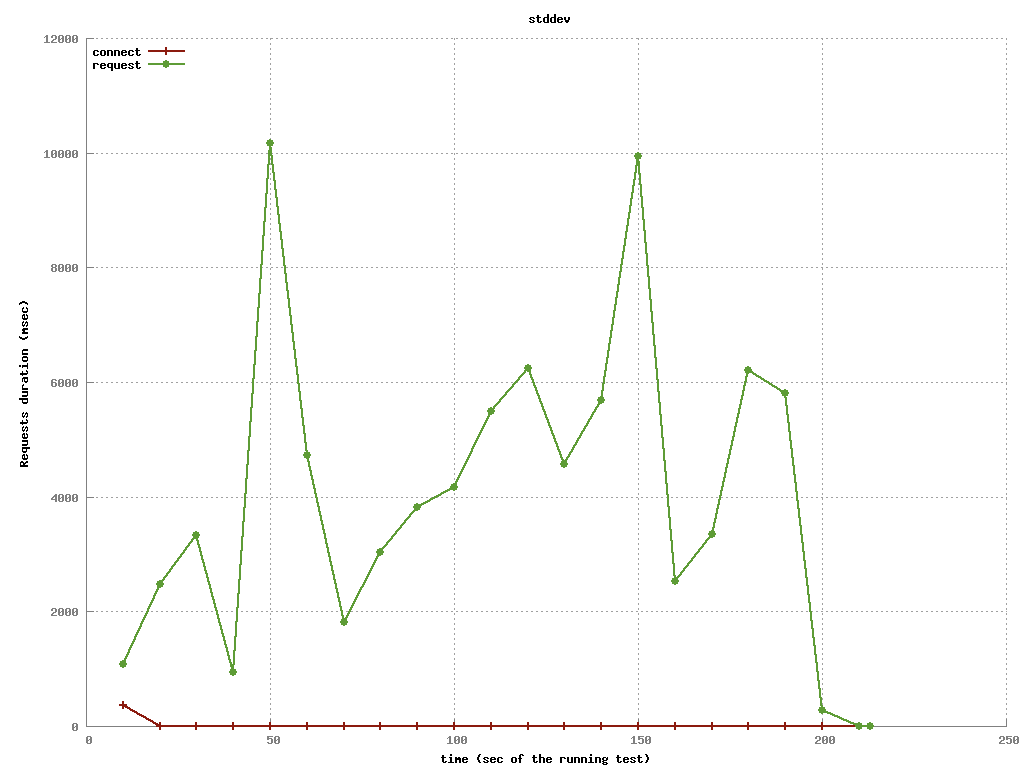 stddev
12000
connect
request
10000
8000
Requests duration (msec)
6000
4000
2000
0
0 50 100 150 200 250
time (sec of the running test)